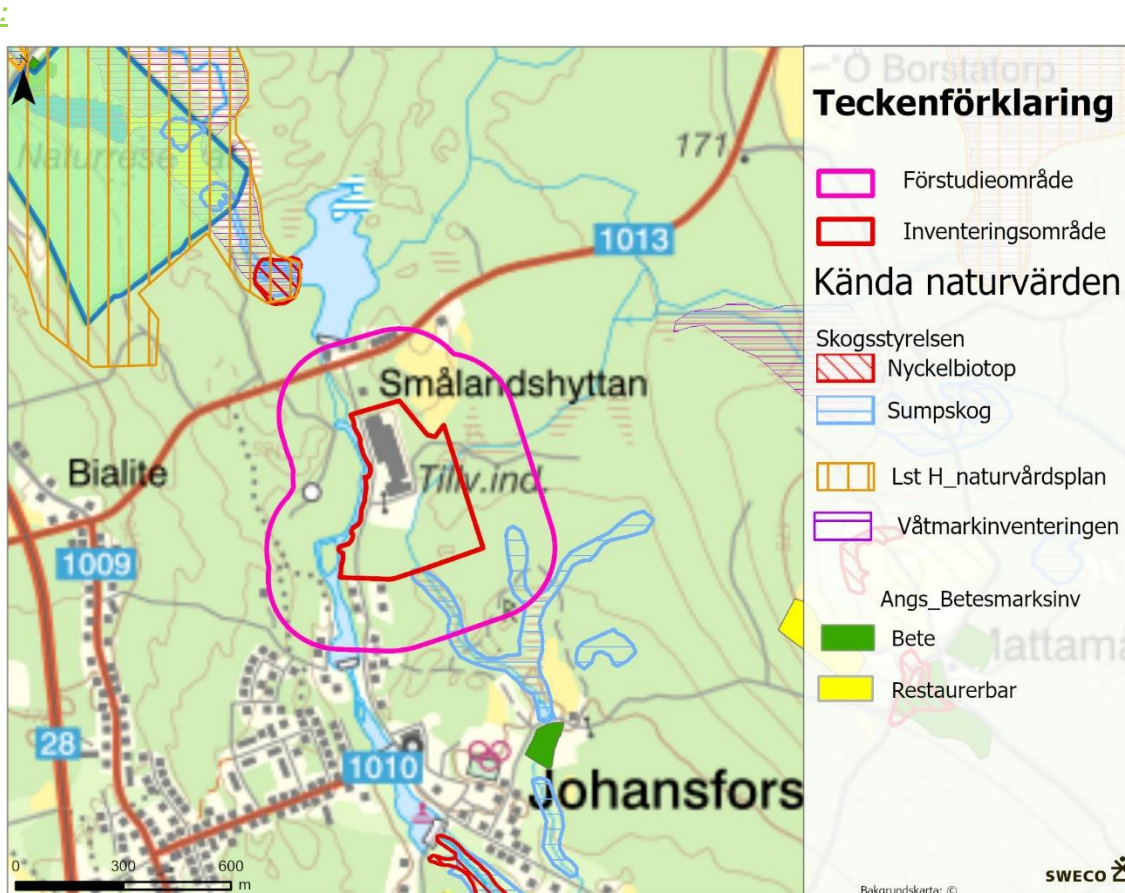 :
Ö Borstatorp
Teckenförklaring
171
Förstudieområde
1013
Inventeringsområde
Kända naturvärden
Skogsstyrelsen
Nyckelbiotop
Smålandshyttan
Sumpskog
Bialite
Tillv.ind.
Lst H_naturvårdsplan
Våtmarkinventeringen
1009
Angs_Betesmarksinv
Bete
Restaurerbar
28
1010
Johansfors
0 300 600
m
SWECO
Bakgrundskarta: ©